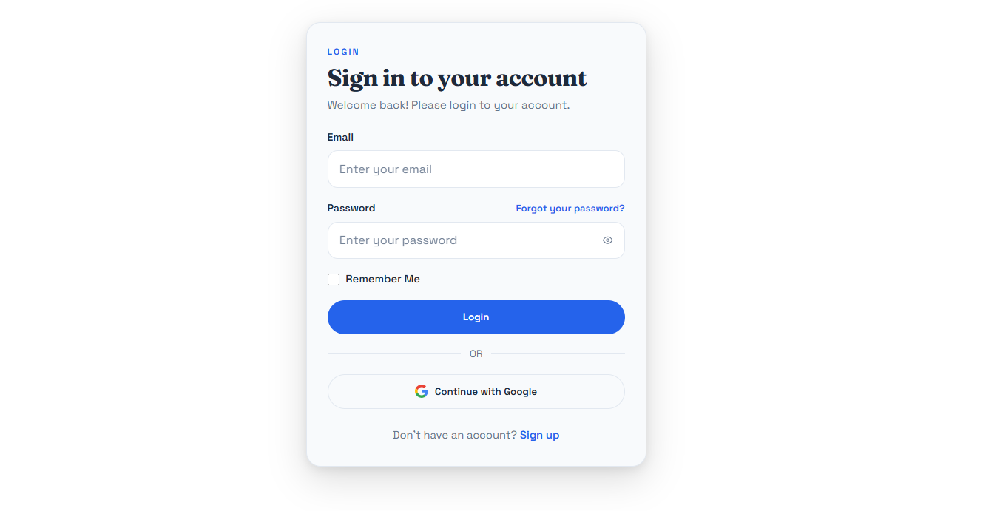 LOGIN
Sign in to your account
Welcome back! Please login to your account.
Email
Enter your email
Password Forgot your password?
Enter your password
Remember Me
Login
OR
Continue with Google
Don't have an account? Sign up